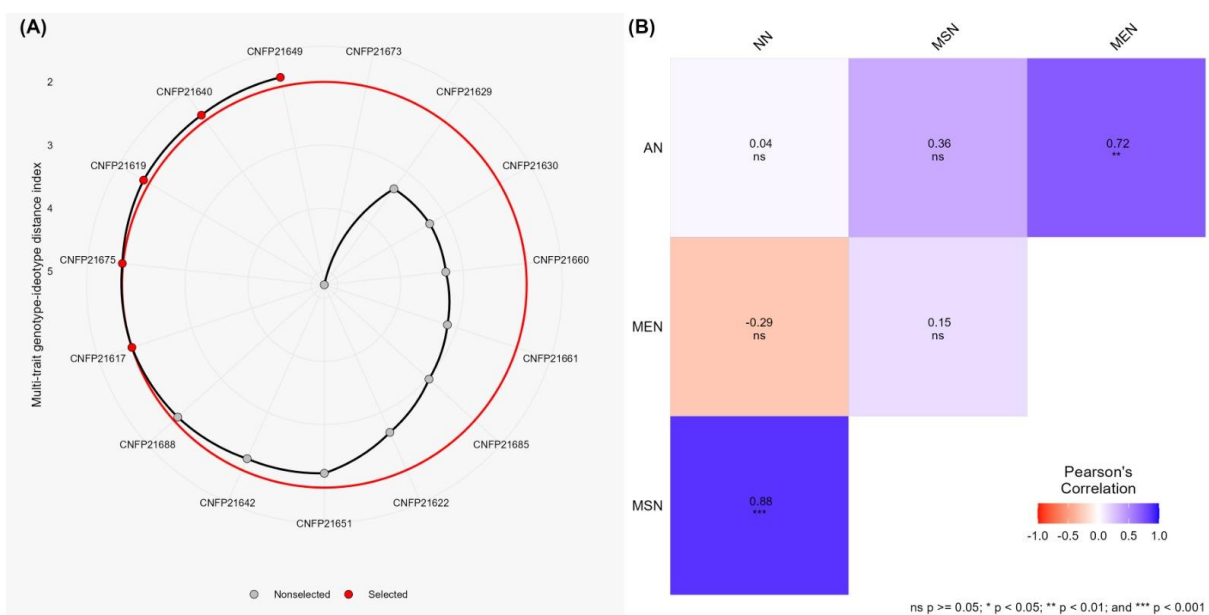 (A)
CNFP21649
CNFP21673
2
CNFP21640
CNFP21629
3
CNFP21619
CNFP21630
4
CNFP21675
CNFP21660
5
Multi-trait genotype-ideotype distance index
CNFP21617
CNFP21661
CNFP21688
CNFP21685
CNFP21642
CNFP21622
CNFP21651
Nonselected
Selected
(B)
NN
MSN
MEN
AN
0.04
ns
0.36
ns
0.72
**
MEN
-0.29
ns
0.15
ns
MSN
0.88
***
Pearson's
Correlation
-1.0 -0.5 0.0 0.5 1.0
ns p >= 0.05; * p < 0.05; ** p < 0.01; and *** p < 0.001